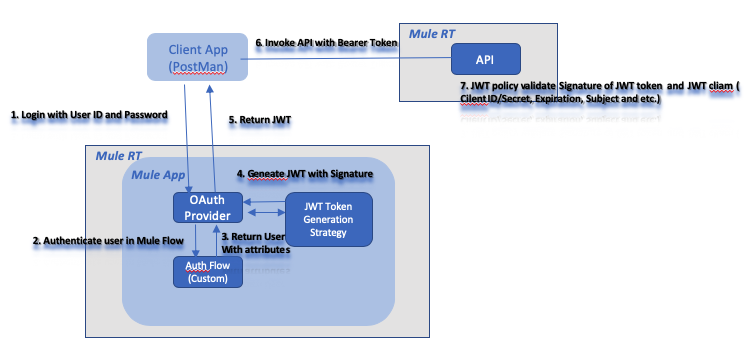 6. Invoke API with Bearer Token
Mule RT
Client App
(PostMan)
API
7. JWT policy validate Signature of JWT token and JWT cliam (
Cilent ID/Secret, Expiration, Subject and etc.)
1. Login with User ID and Password
5. Return JWT
Mule RT
Mule App
4. Geneate JWT with Signature
OAuth
Provider
JWT Token
Generation
Strategy
2. Authenticate user in Mule Flow
3. Return User
With attributes
Auth Flow
(Custom)